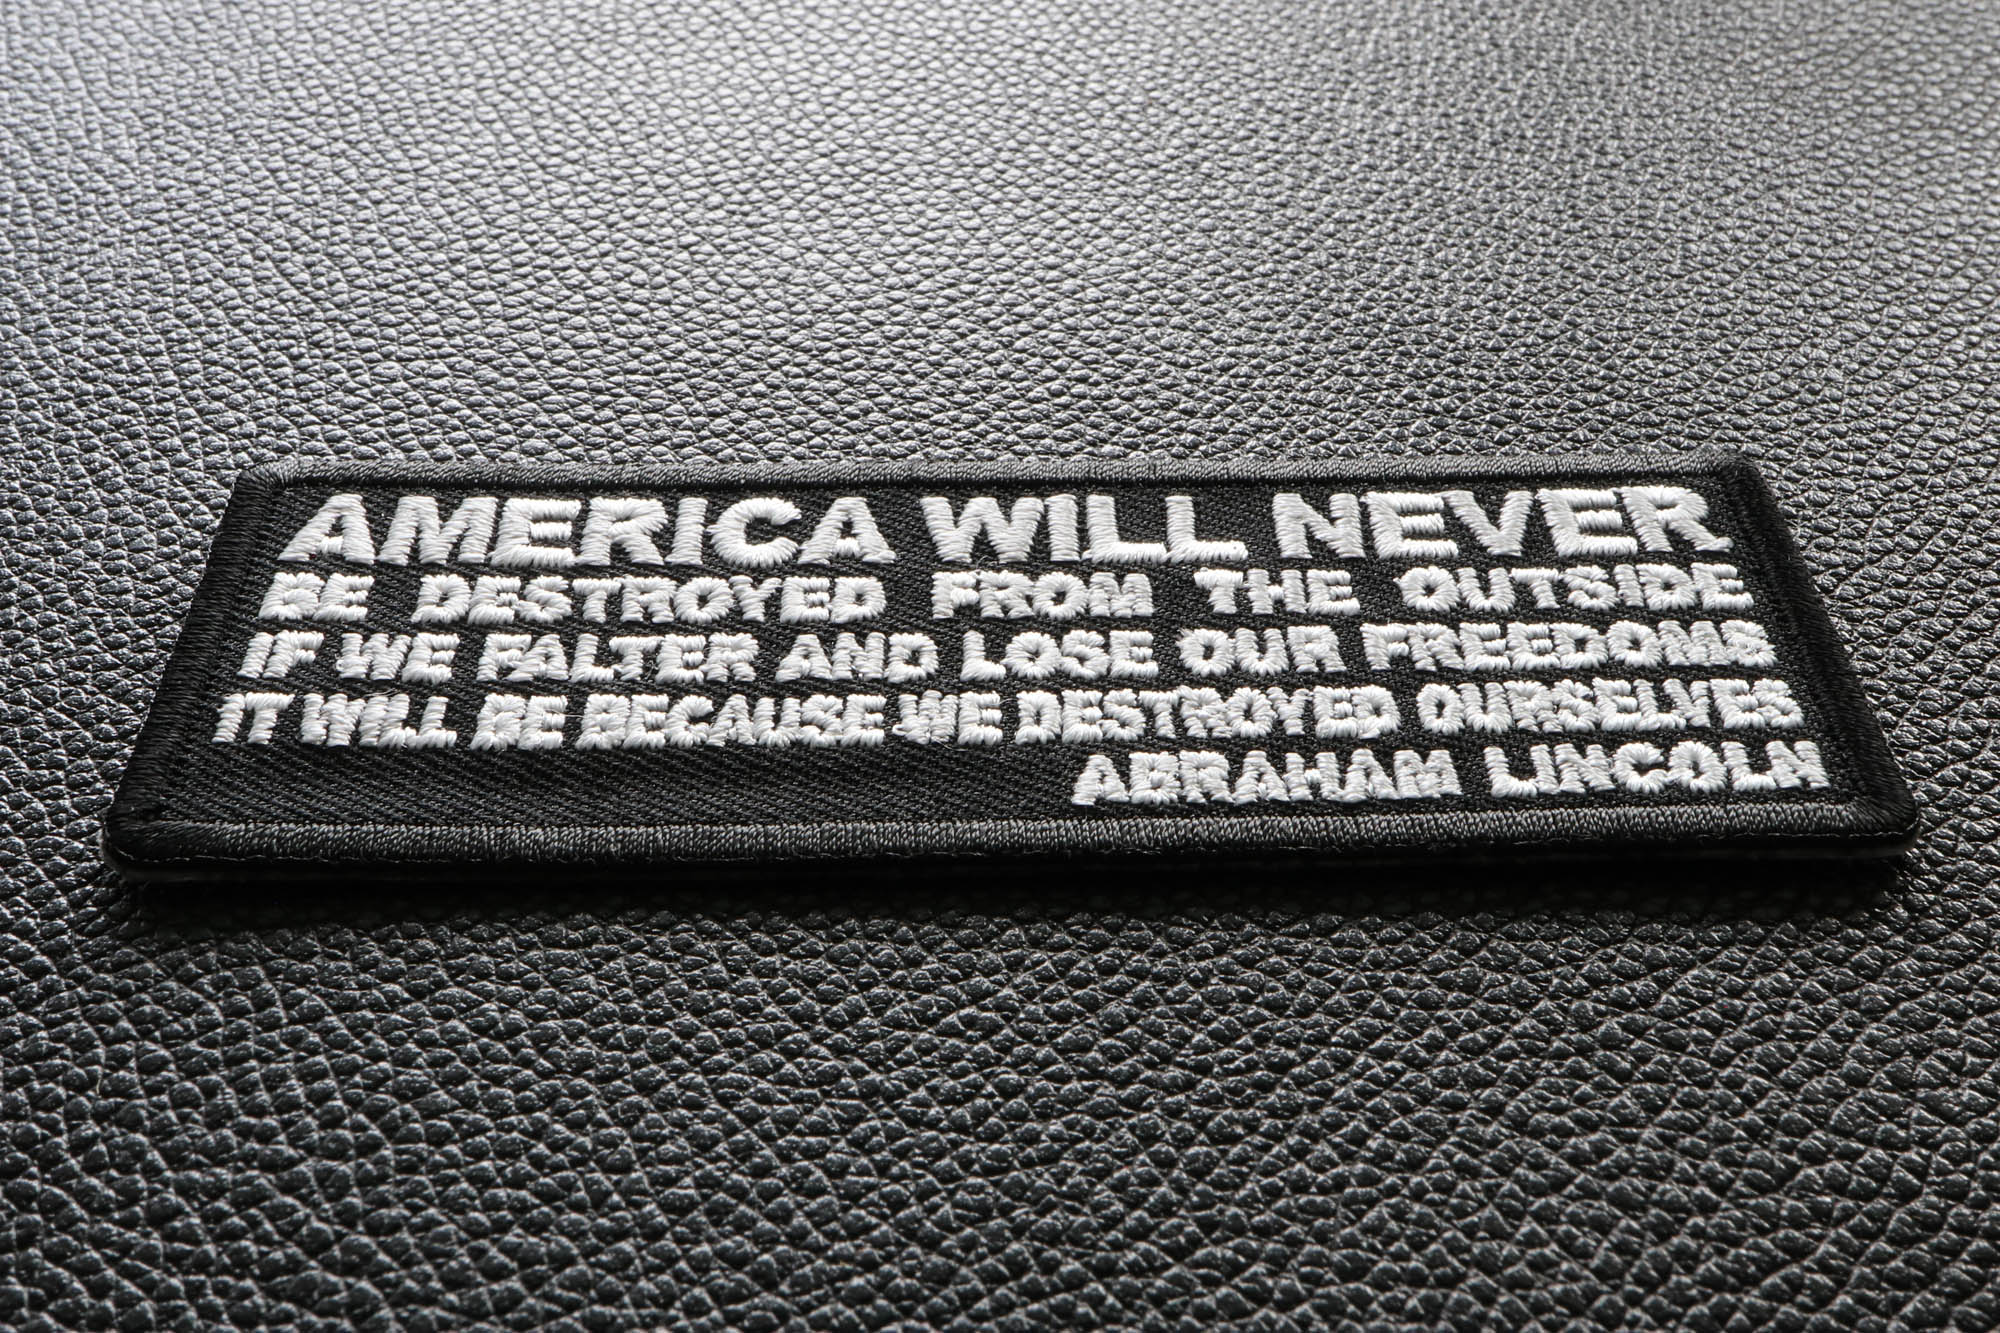 AMERICA WILL NEVER
BE DESTROYED FROM THE OUTSIDE
IF WE FALTER AND LOSE OUR FREEDOMS
IT WILL BE BECAUSE WE DESTROYED OURSELVES
ABRAHAM LINCOLN